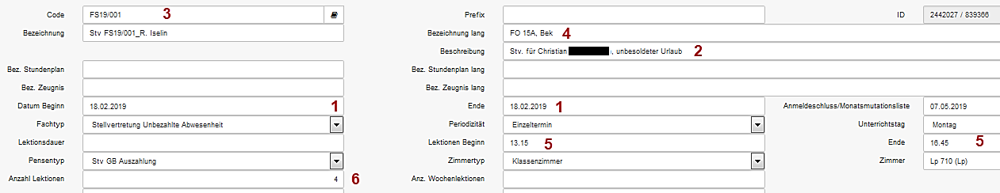 Code FS19/001 3 Prefix ID 2442027 / 839366
Bezeichnung Stv FS19/001_R. Iselin Bezeichnung lang FO 15A, Bek 4
Beschreibung Stv. für Christian , unbesoldeter Urlaub 2
Bez. Stundenplan Bez. Stundenplan lang
Bez. Zeugnis Bez. Zeugnis lang
Datum Beginn 18.02.2019 1 Ende 18.02.2019 1 Anmeldeschluss/Monatsmutationsliste 07.05.2019
Fachtyp Stellvertretung Unbezahlte Abwesenheit Periodizität Einzeltermin Unterrichtstag Montag
Lektionsdauer Lektionen Beginn 13.15 5 Ende 16.45 5
Pensentyp Stv GB Auszahlung Zimmertyp Klassenzimmer Zimmer Lp 710 (Lp)
Anzahl Lektionen 4 6 Anz. Wochenlektionen